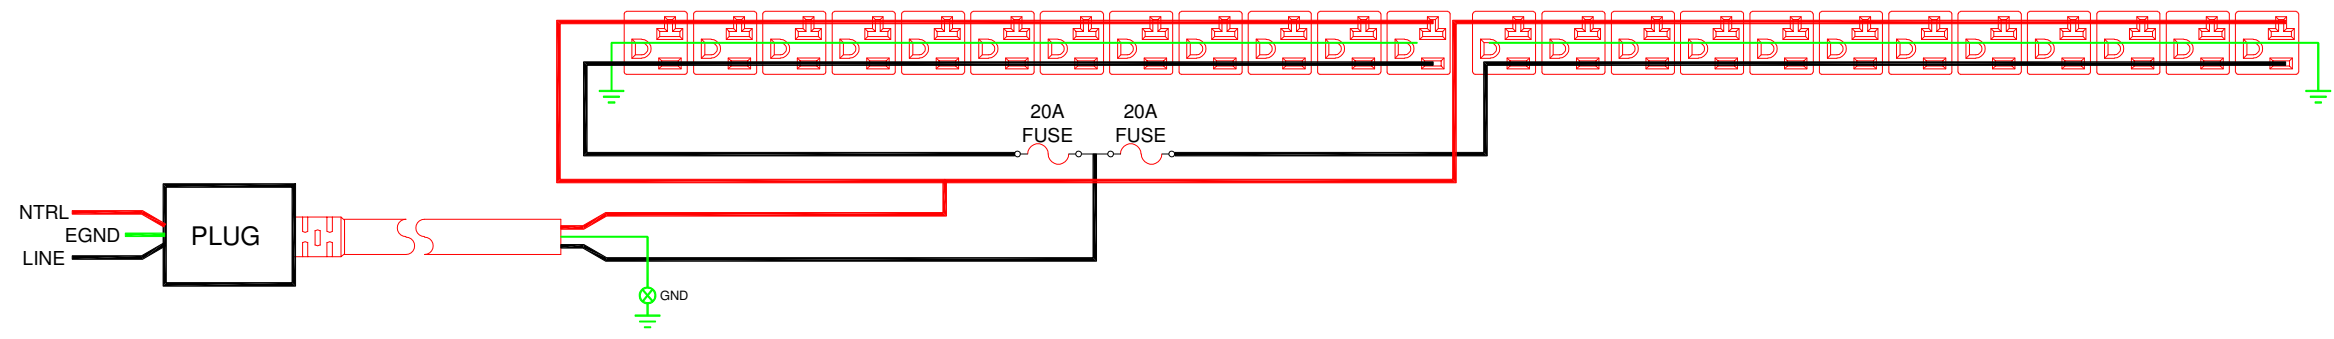 20A
FUSE
20A
FUSE
NTRL
EGND
LINE
PLUG
GND